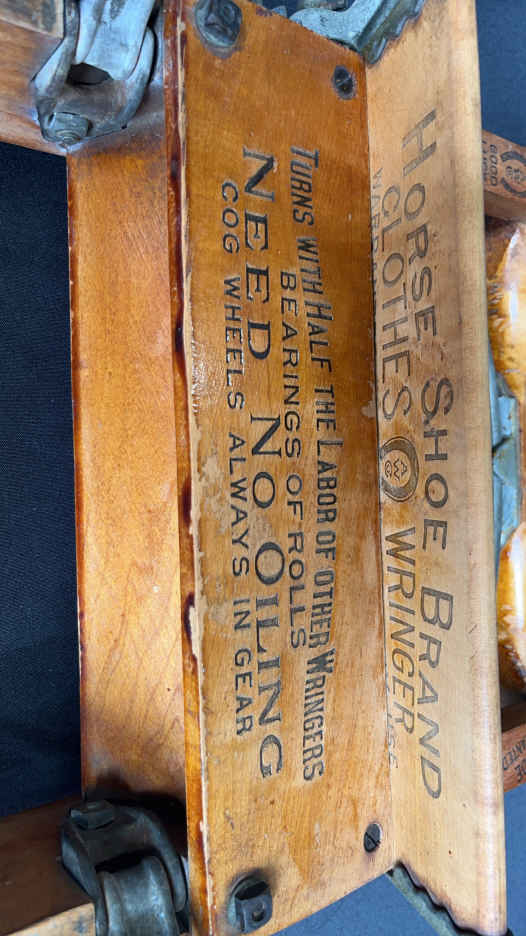 HORSE SHOE BRAND
CLOTHES WRINGER
AWCo
TURNS WITH HALF THE LABOR OF OTHER WRINGERS
BEARINGS OF ROLLS
NEED NO OILING
COG WHEELS ALWAYS IN GEAR